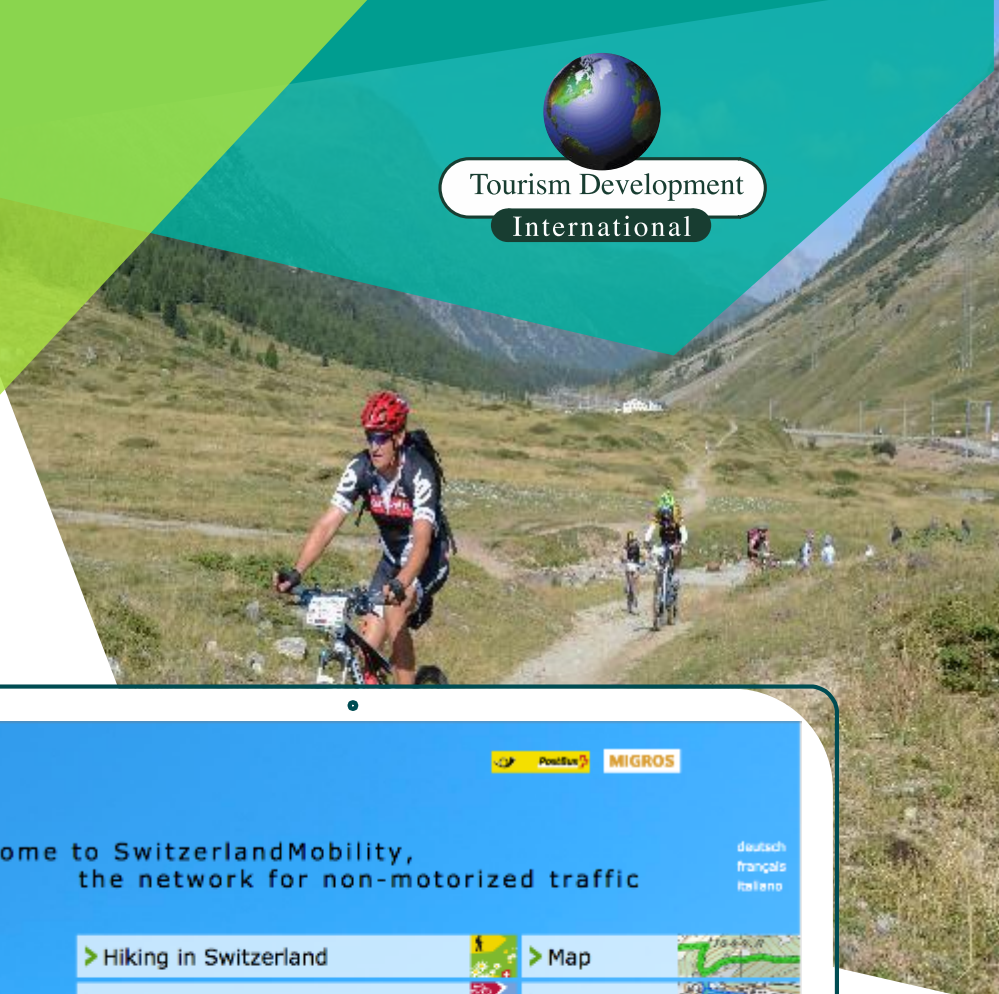 Tourism Development
International
PostBus
MIGROS
ome to SwitzerlandMobility,
the network for non-motorized traffic
deutsch
français
italiano
Hiking in Switzerland
Map